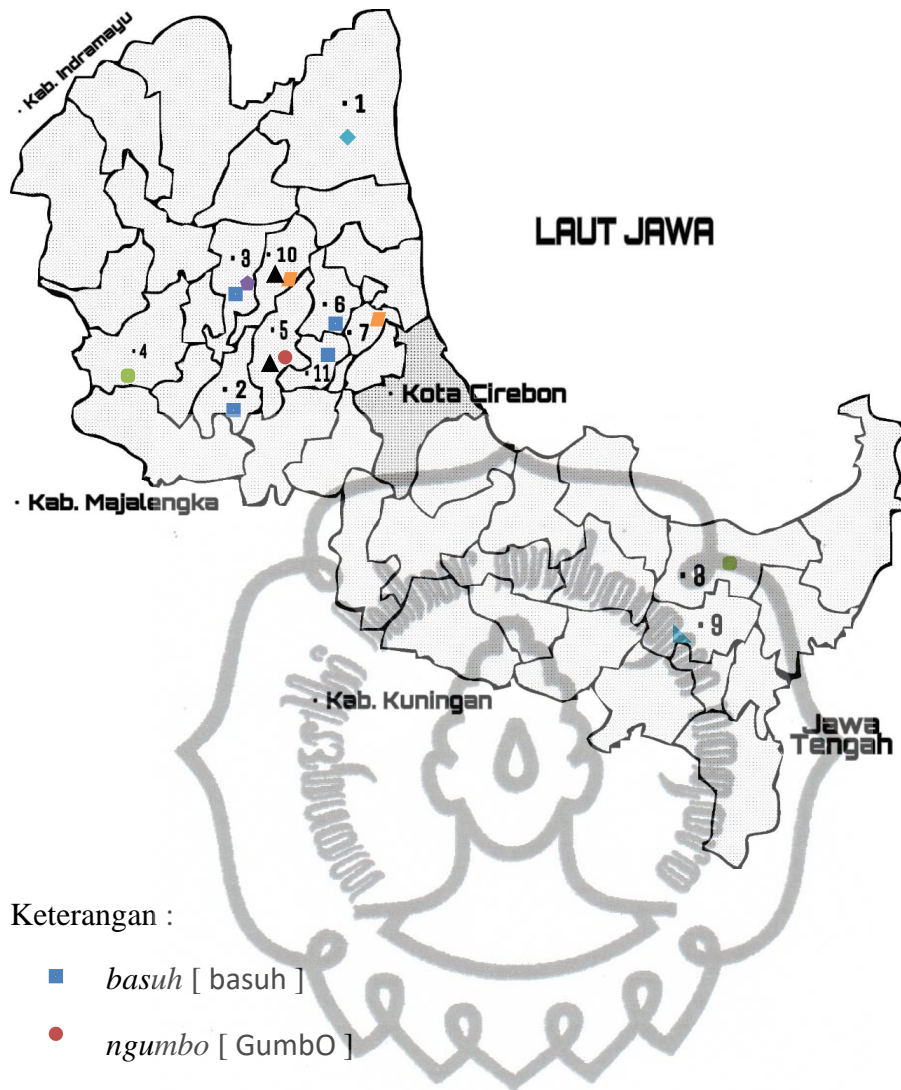 · Kab. Indramayu
· 1
LAUT JAWA
· 3
· 10
· 6
· 5
· 7
· 4
· 11
· 2
· Kota Cirebon
· Kab. Majalengka
· 8
· 9
· Kab. Kuningan
Jawa
Tengah
Keterangan :
basuh [ basuh ]
ngumbo [ GumbO ]